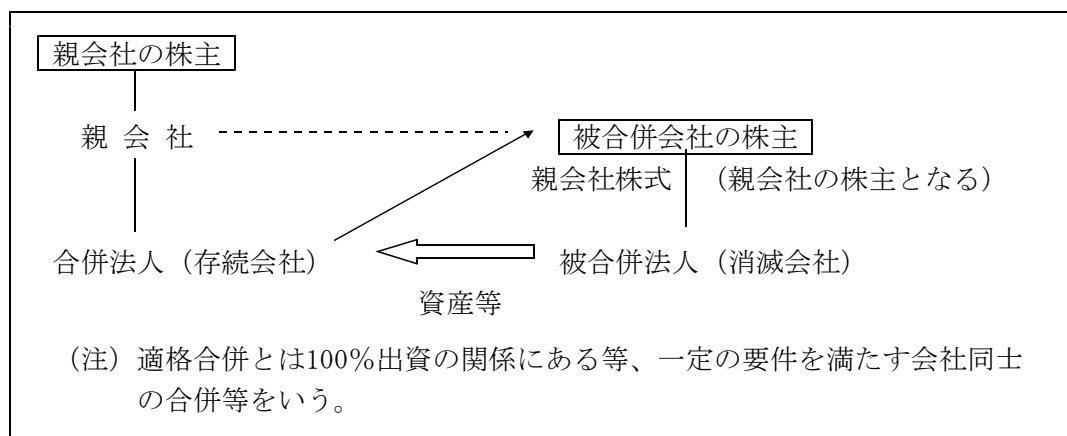 親会社の株主
親 会 社
被合併会社の株主
親会社株式 (親会社の株主となる)
合併法人(存続会社)
被合併法人(消滅会社)
資産等
(注)適格合併とは100%出資の関係にある等、一定の要件を満たす会社同士
の合併等をいう。